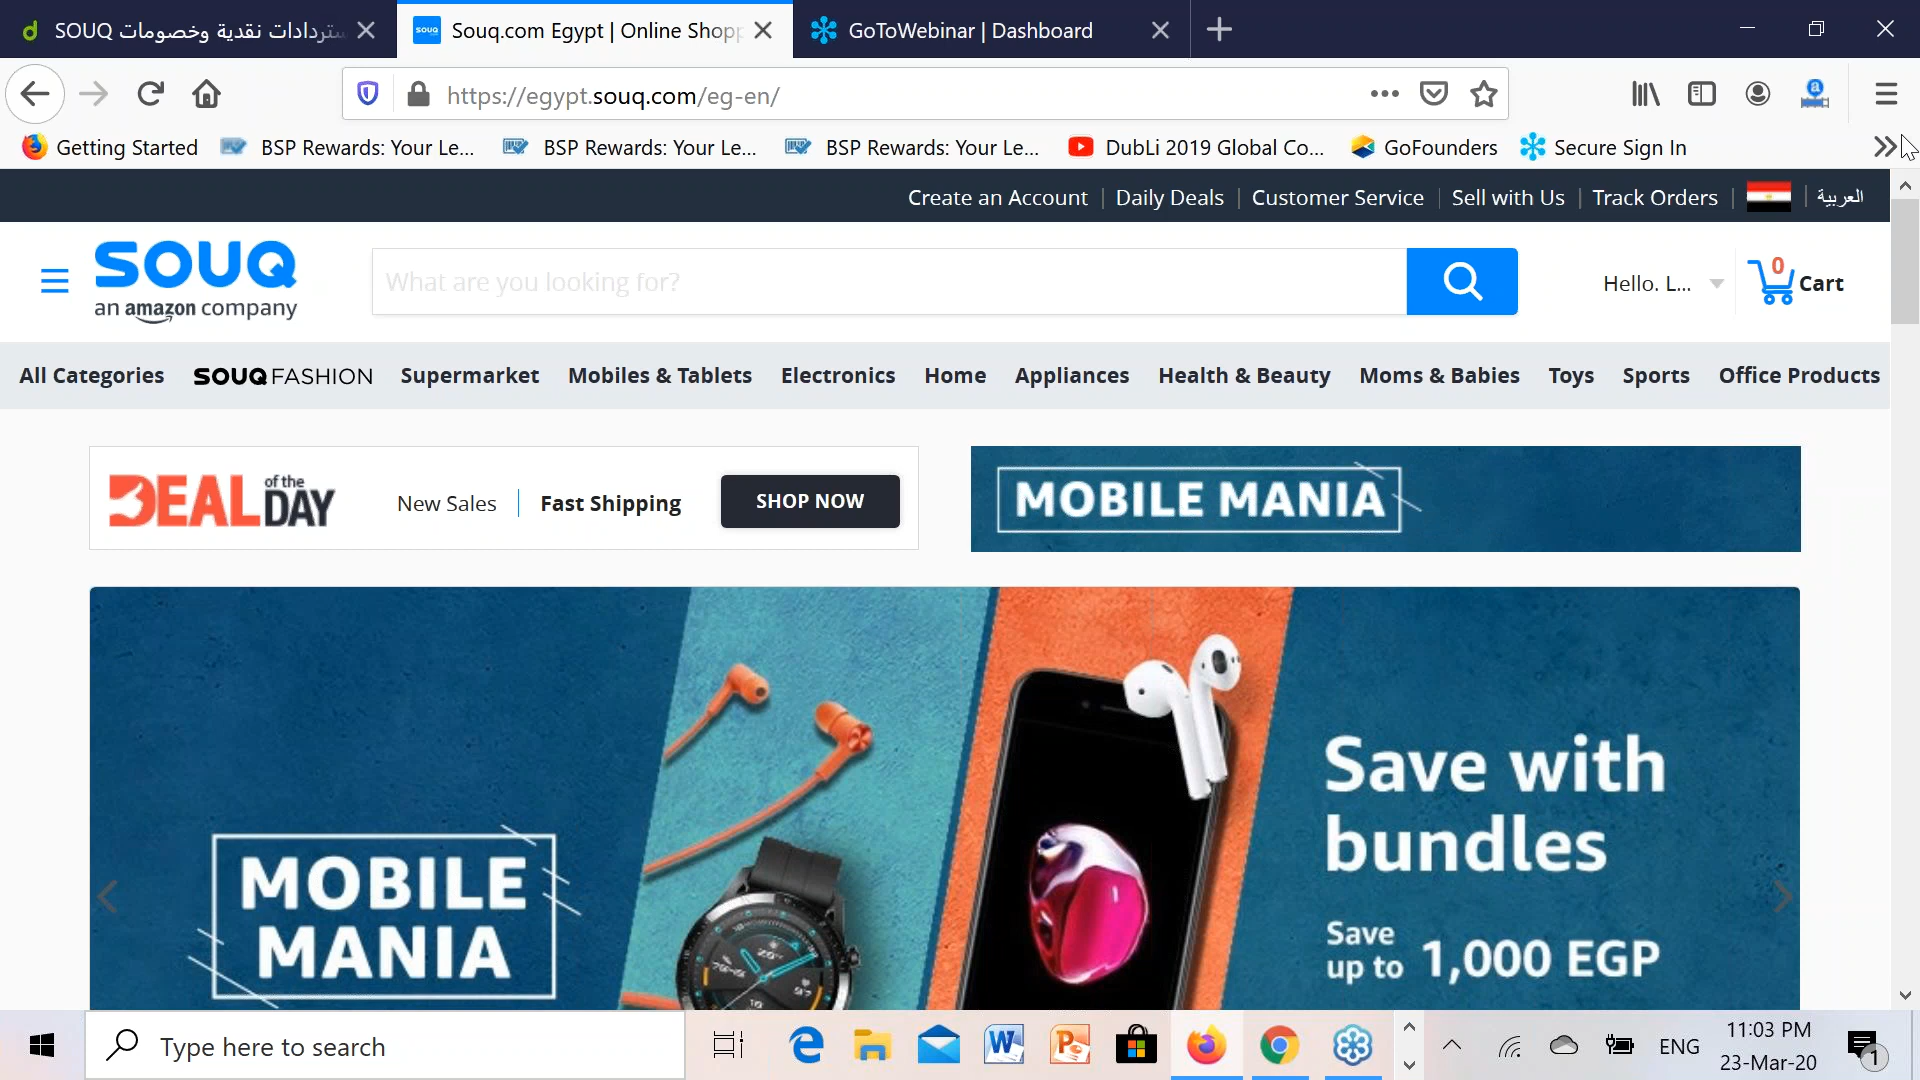 SOUQ ستردادات نقدية وخصومات
Souq.com Egypt | Online Shopp
GoToWebinar | Dashboard
https://egypt.souq.com/eg-en/
Getting Started
BSP Rewards: Your Le...
BSP Rewards: Your Le...
BSP Rewards: Your Le...
DubLi 2019 Global Co...
GoFounders
Secure Sign In
Create an Account
Daily Deals
Customer Service
Sell with Us
Track Orders
العربية
SOUQ
an amazon company
What are you looking for?
Hello. L...
0
Cart
All Categories
SOUQ FASHION
Supermarket
Mobiles & Tablets
Electronics
Home
Appliances
Health & Beauty
Moms & Babies
Toys
Sports
Office Products
DEAL of the DAY
New Sales
Fast Shipping
SHOP NOW
MOBILE MANIA
MOBILE
MANIA
Save with
bundles
Save
up to 1,000 EGP
Type here to search
ENG
11:03 PM
23-Mar-20
1